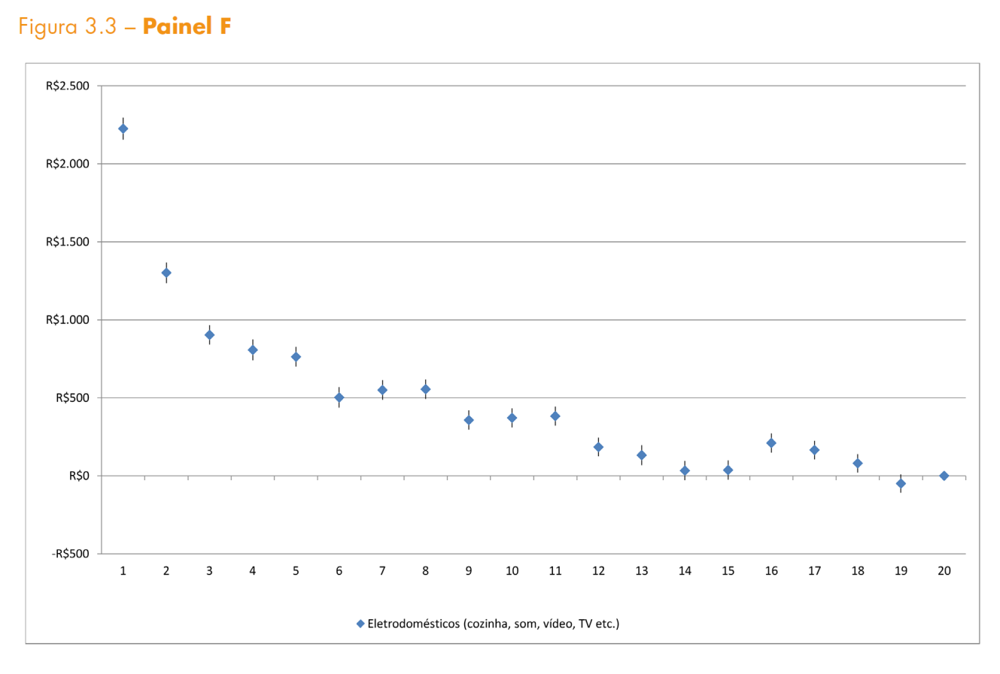 Figura 3.3 – Painel F
R$2.500
R$2.000
R$1.500
R$1.000
R$500
R$0
-R$500
1 2 3 4 5 6 7 8 9 10 11 12 13 14 15 16 17 18 19 20
Eletrodomésticos (cozinha, som, vídeo, TV etc.)